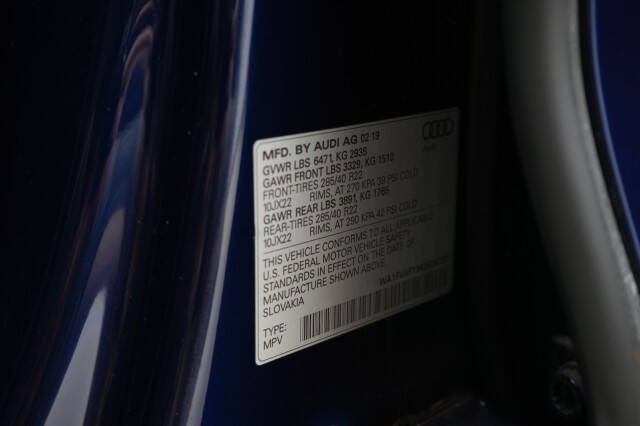 MFD. BY AUDI AG 02 19
GVWR LBS 6471, KG 2935
GAWR FRONT LBS 3329, KG 1510
FRONT-TIRES 285/40 R22
10JX22 RIMS, AT 270 KPA 39 PSI COLD
GAWR REAR LBS 3891, KG 1765
REAR-TIRES 285/40 R22
10JX22 RIMS, AT 290 KPA 42 PSI COLD
THIS VEHICLE CONFORMS TO ALL APPLICABLE
U.S. FEDERAL MOTOR VEHICLE SAFETY
STANDARDS IN EFFECT ON THE DATE OF
MANUFACTURE SHOWN ABOVE
SLOVAKIA
TYPE:
MPV